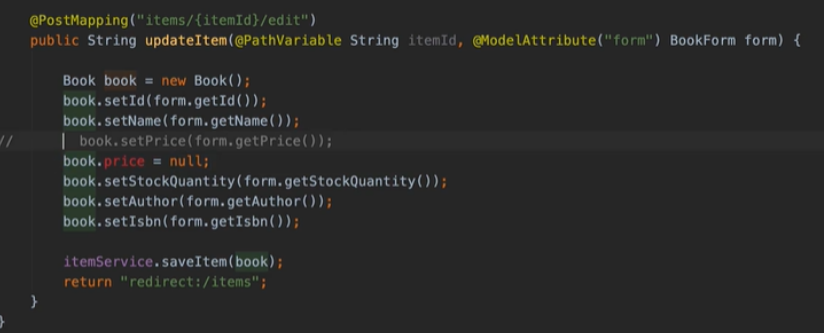 @PostMapping("items/{itemId}/edit")
public String updateItem(@PathVariable String itemId, @ModelAttribute("form") BookForm form) {
Book book = new Book();
book.setId(form.getId());
book.setName(form.getName());
// book.setPrice(form.getPrice());
book.price = null;
book.setStockQuantity(form.getStockQuantity());
book.setAuthor(form.getAuthor());
book.setIsbn(form.getIsbn());
itemService.saveItem(book);
return "redirect:/items";
}
}